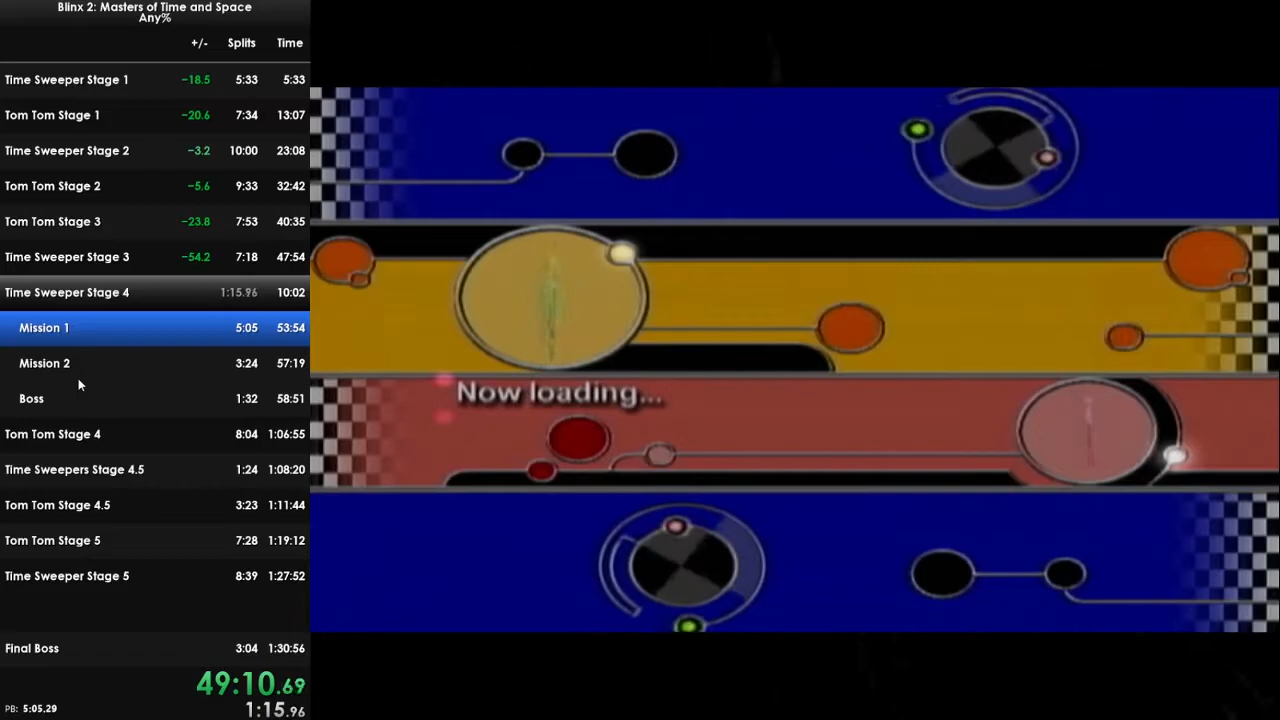 Blinx 2: Masters of Time and Space
Any%
+/- Splits Time
Time Sweeper Stage 1 −18.5 5:33 5:33
Tom Tom Stage 1 −20.6 7:34 13:07
Time Sweeper Stage 2 −3.2 10:00 23:08
Tom Tom Stage 2 −5.6 9:33 32:42
Tom Tom Stage 3 −23.8 7:53 40:35
Time Sweeper Stage 3 −54.2 7:18 47:54
Time Sweeper Stage 4 1:15.96 10:02
Mission 1 5:05 53:54
Mission 2 3:24 57:19
Boss 1:32 58:51
Tom Tom Stage 4 8:04 1:06:55
Time Sweepers Stage 4.5 1:24 1:08:20
Tom Tom Stage 4.5 3:23 1:11:44
Tom Tom Stage 5 7:28 1:19:12
Time Sweeper Stage 5 8:39 1:27:52
Final Boss 3:04 1:30:56
49:10.69
PB: 5:05.29 1:15.96
Now loading...